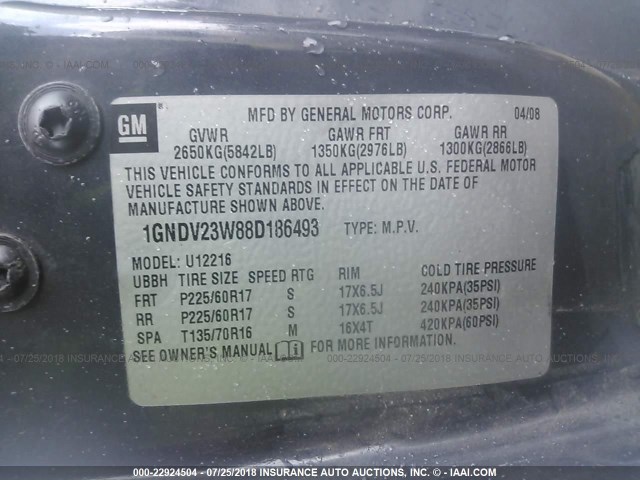 GM
MFD BY GENERAL MOTORS CORP. 04/08
GVWR GAWR FRT GAWR RR
2650KG(5842LB) 1350KG(2976LB) 1300KG(2866LB)
THIS VEHICLE CONFORMS TO ALL APPLICABLE U.S. FEDERAL MOTOR
VEHICLE SAFETY STANDARDS IN EFFECT ON THE DATE OF
MANUFACTURE SHOWN ABOVE.
1GNDV23W88D186493 TYPE: M.P.V.
MODEL: U12216
UBBH TIRE SIZE SPEED RTG RIM COLD TIRE PRESSURE
FRT P225/60R17 S 17X6.5J 240KPA(35PSI)
RR P225/60R17 S 17X6.5J 240KPA(35PSI)
SPA T135/70R16 M 16X4T 420KPA(60PSI)
SEE OWNER'S MANUAL i FOR MORE INFORMATION.
000-22924504 - 07/25/2018 INSURANCE AUTO AUCTIONS. © - IAAI.COM